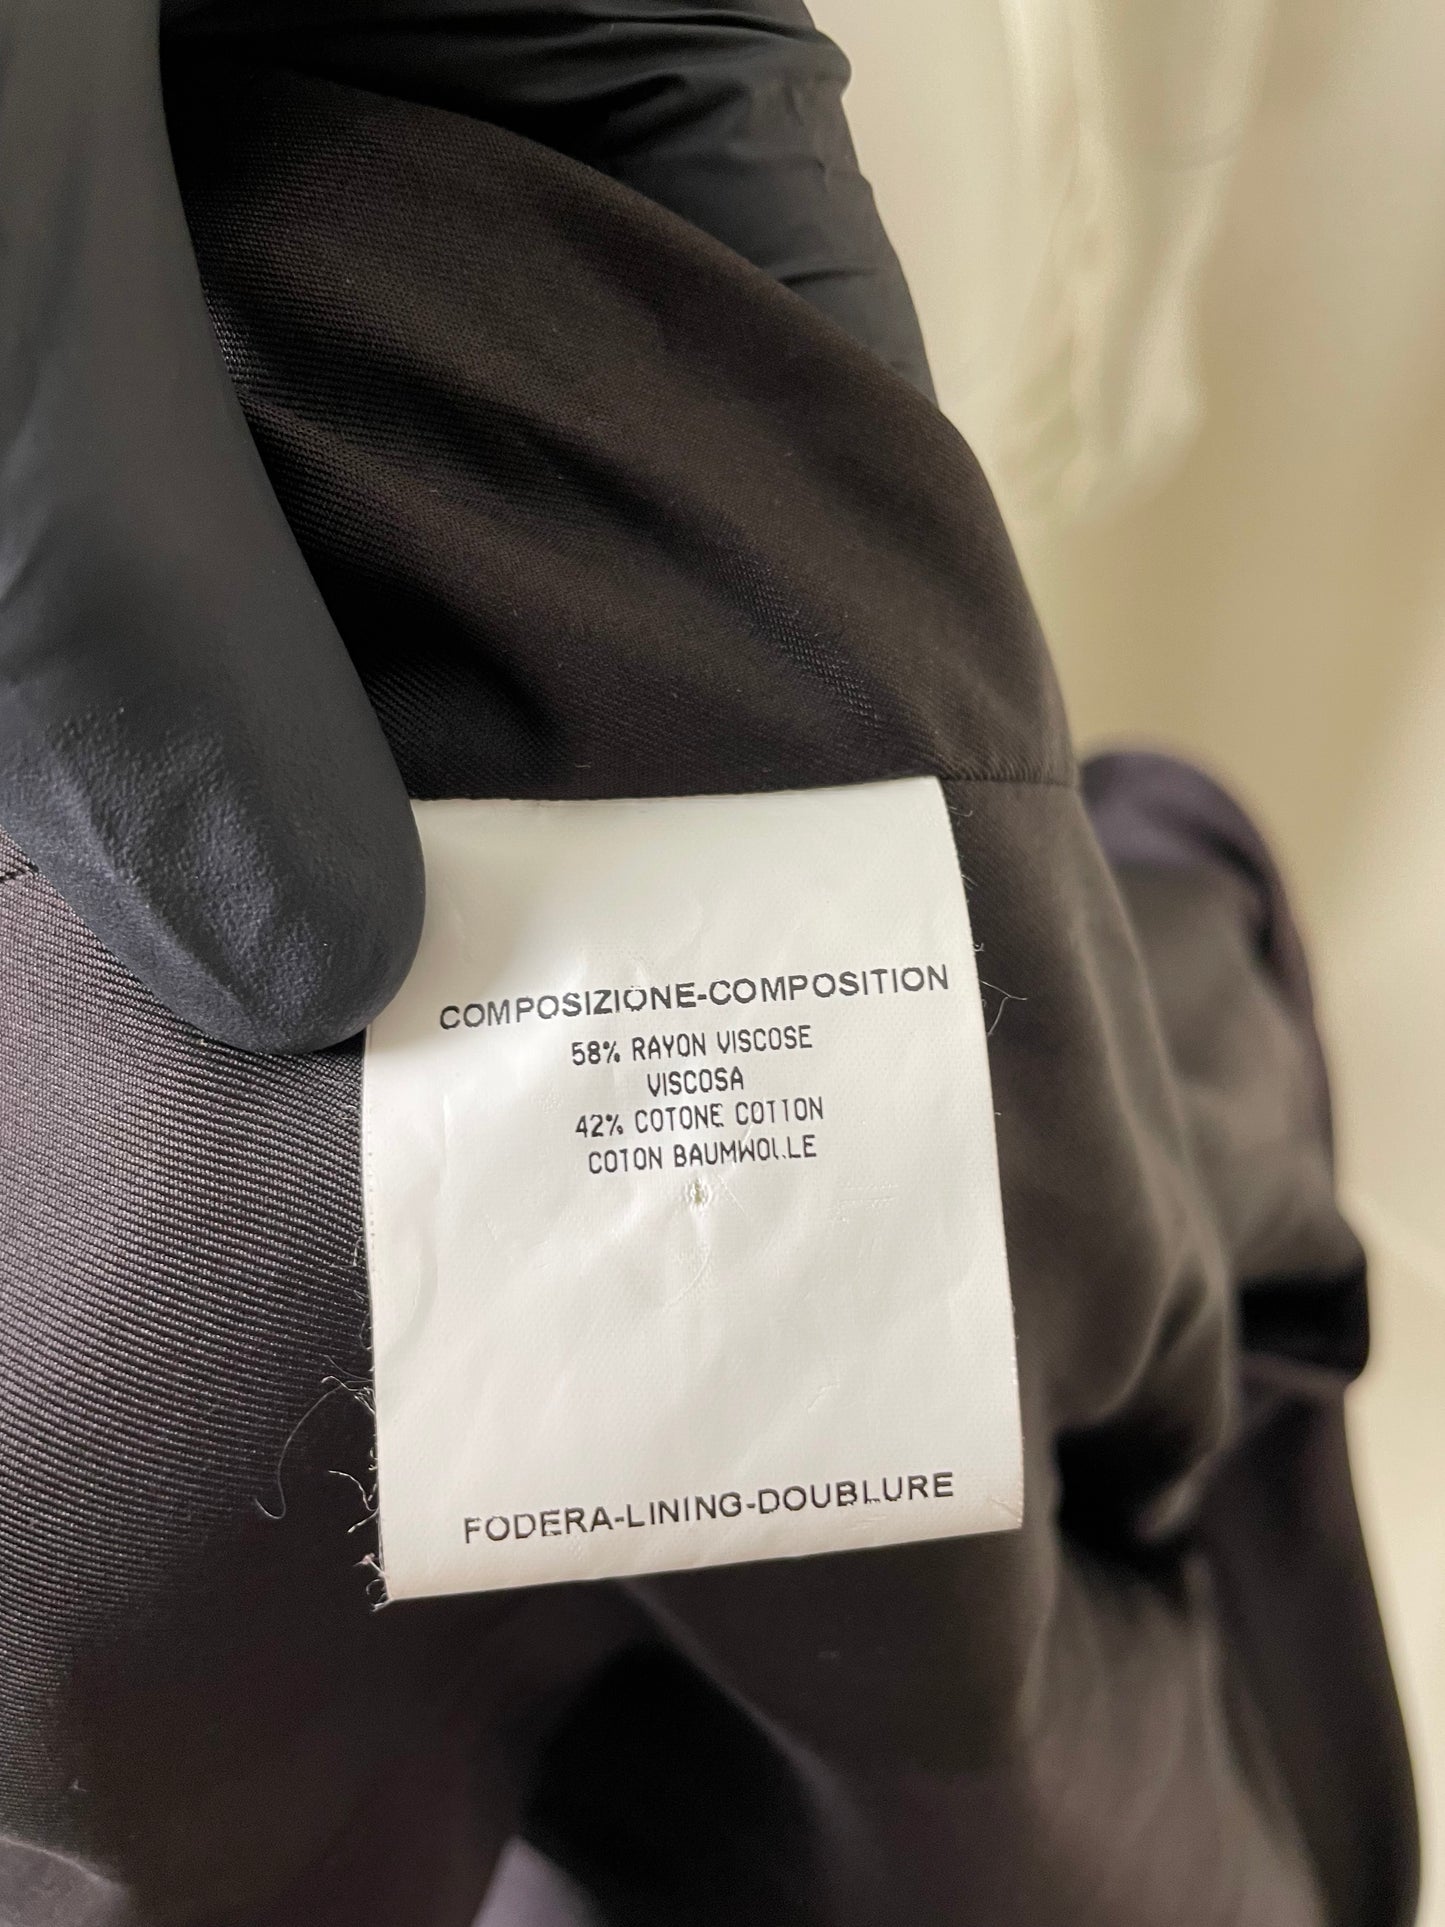 COMPOSIZIONE-COMPOSITION
58% RAYON VISCOSE
VISCOSA
42% COTONE COTTON
COTON BAUMWOLLE
FODERA-LINING-DOUBLURE